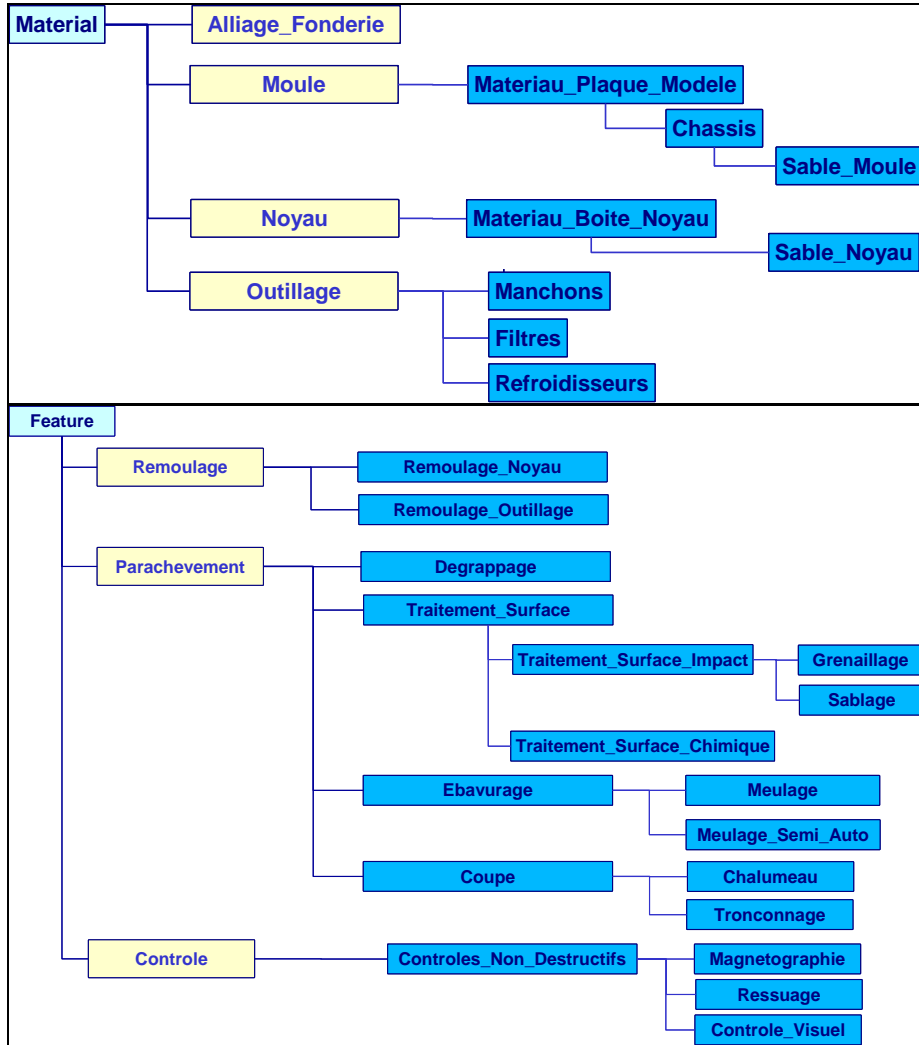 Material
Alliage_Fonderie
Moule
Materiau_Plaque_Modele
Chassis
Sable_Moule
Noyau
Materiau_Boite_Noyau
Sable_Noyau
Outillage
Manchons
Filtres
Refroidisseurs
Feature
Remoulage
Remoulage_Noyau
Remoulage_Outillage
Parachevement
Degrappage
Traitement_Surface
Traitement_Surface_Impact
Grenaillage
Sablage
Traitement_Surface_Chimique
Ebavurage
Meulage
Meulage_Semi_Auto
Coupe
Chalumeau
Tronconnage
Controle
Controles_Non_Destructifs
Magnetographie
Ressuage
Controle_Visuel